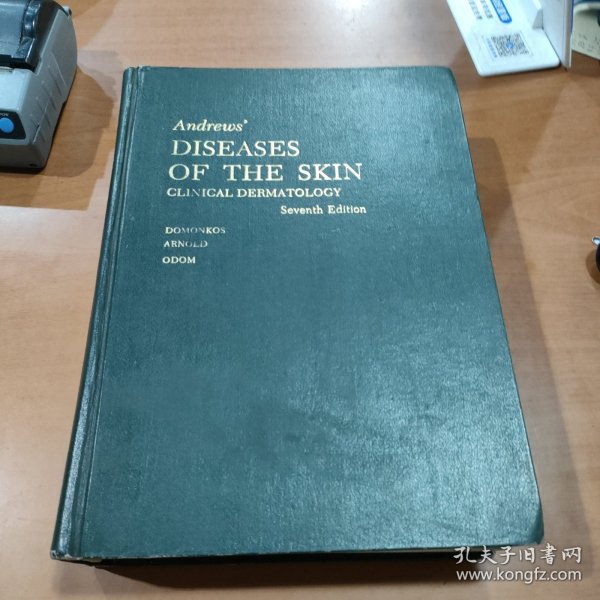 Andrews'
DISEASES
OF THE SKIN
CLINICAL DERMATOLOGY
Seventh Edition
DOMONKOS
ARNOLD
ODOM
孔夫子旧书网
www.kongfz.com